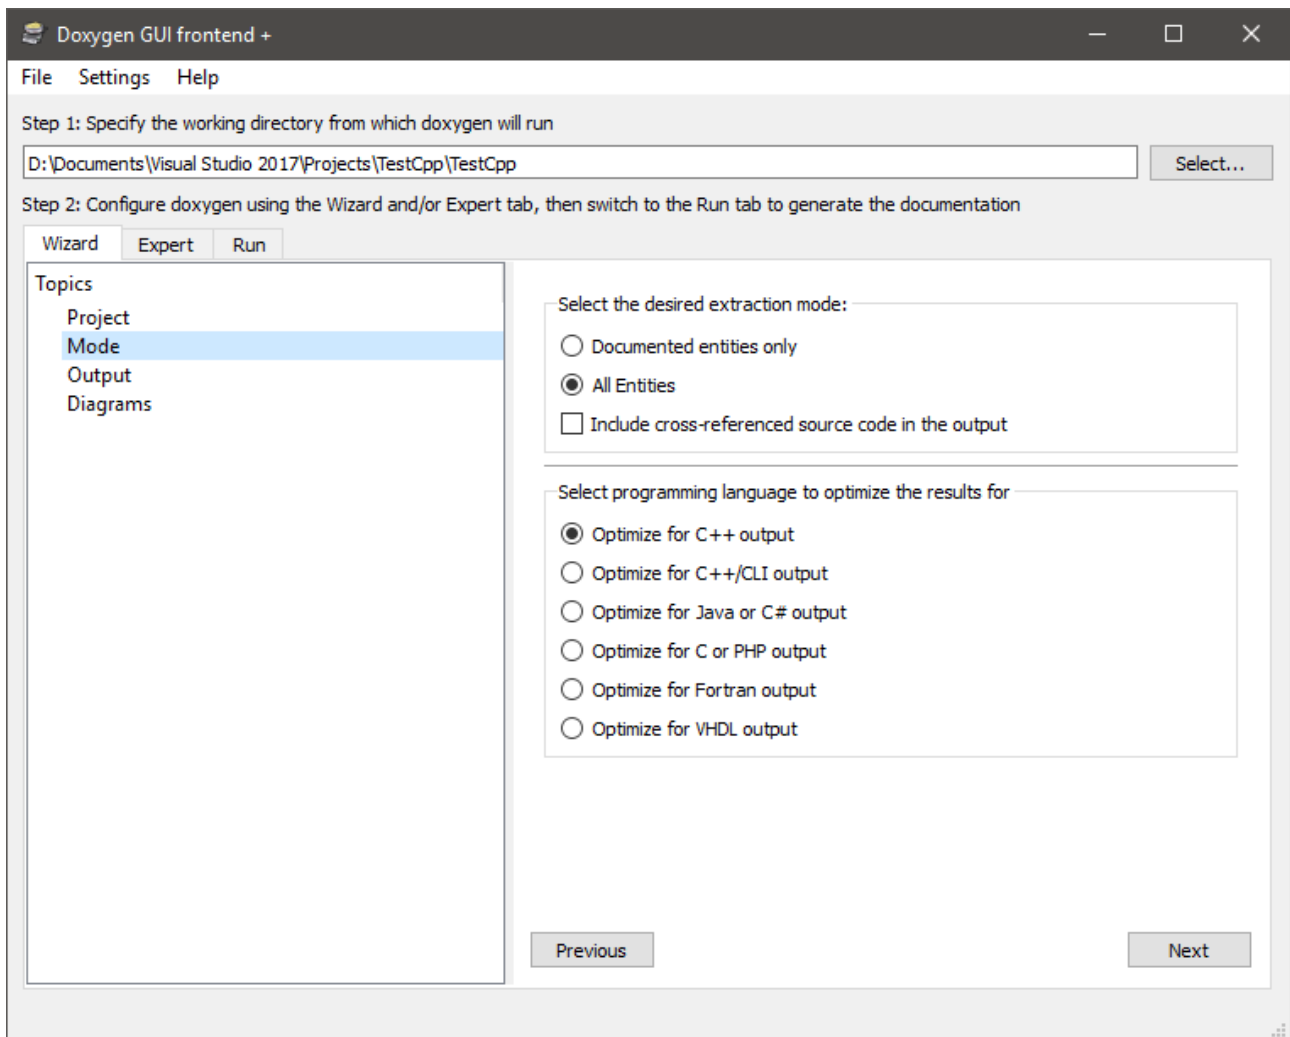 Doxygen GUI frontend +
File Settings Help
Step 1: Specify the working directory from which doxygen will run
D:\Documents\Visual Studio 2017\Projects\TestCpp\TestCpp
Select...
Step 2: Configure doxygen using the Wizard and/or Expert tab, then switch to the Run tab to generate the documentation
Wizard Expert Run
Topics
Project
Mode
Output
Diagrams
Select the desired extraction mode:
Documented entities only
All Entities
Include cross-referenced source code in the output
Select programming language to optimize the results for
Optimize for C++ output
Optimize for C++/CLI output
Optimize for Java or C# output
Optimize for C or PHP output
Optimize for Fortran output
Optimize for VHDL output
Previous
Next